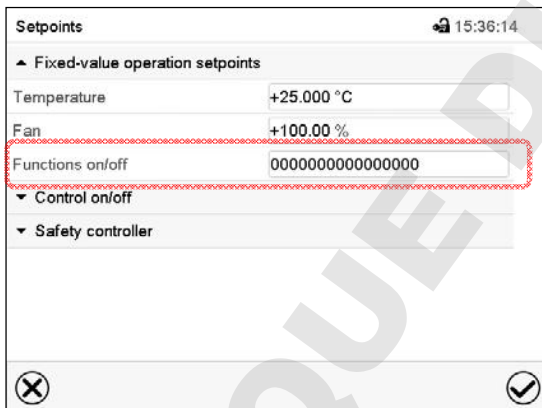 Setpoints 15:36:14
Fixed-value operation setpoints
Temperature +25.000 °C
Fan +100.00 %
Functions on/off 0000000000000000
Control on/off
Safety controller
QUE D